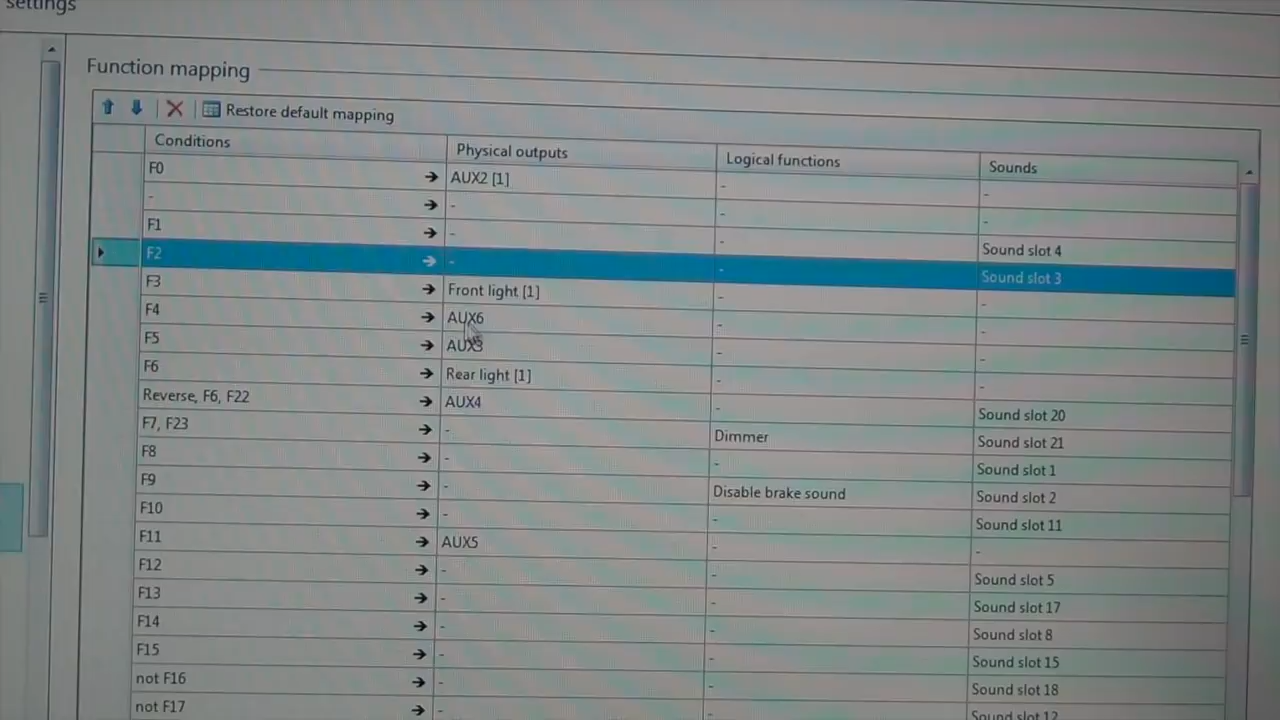 settings
Function mapping
Restore default mapping
Conditions Physical outputs Logical functions Sounds
F0 → AUX2 [1] - -
- → - - -
F1 → - - Sound slot 4
F2 → - - Sound slot 3
F3 → Front light [1] - -
F4 → AUX6 - -
F5 → AUX3 - -
F6 → Rear light [1] - -
Reverse, F6, F22 → AUX4 - Sound slot 20
F7, F23 → - Dimmer Sound slot 21
F8 → - - Sound slot 1
F9 → - Disable brake sound Sound slot 2
F10 → - - Sound slot 11
F11 → AUX5 - -
F12 → - - Sound slot 5
F13 → - - Sound slot 17
F14 → - - Sound slot 8
F15 → - - Sound slot 15
not F16 → - - Sound slot 18
not F17 → - - Sound slot 12